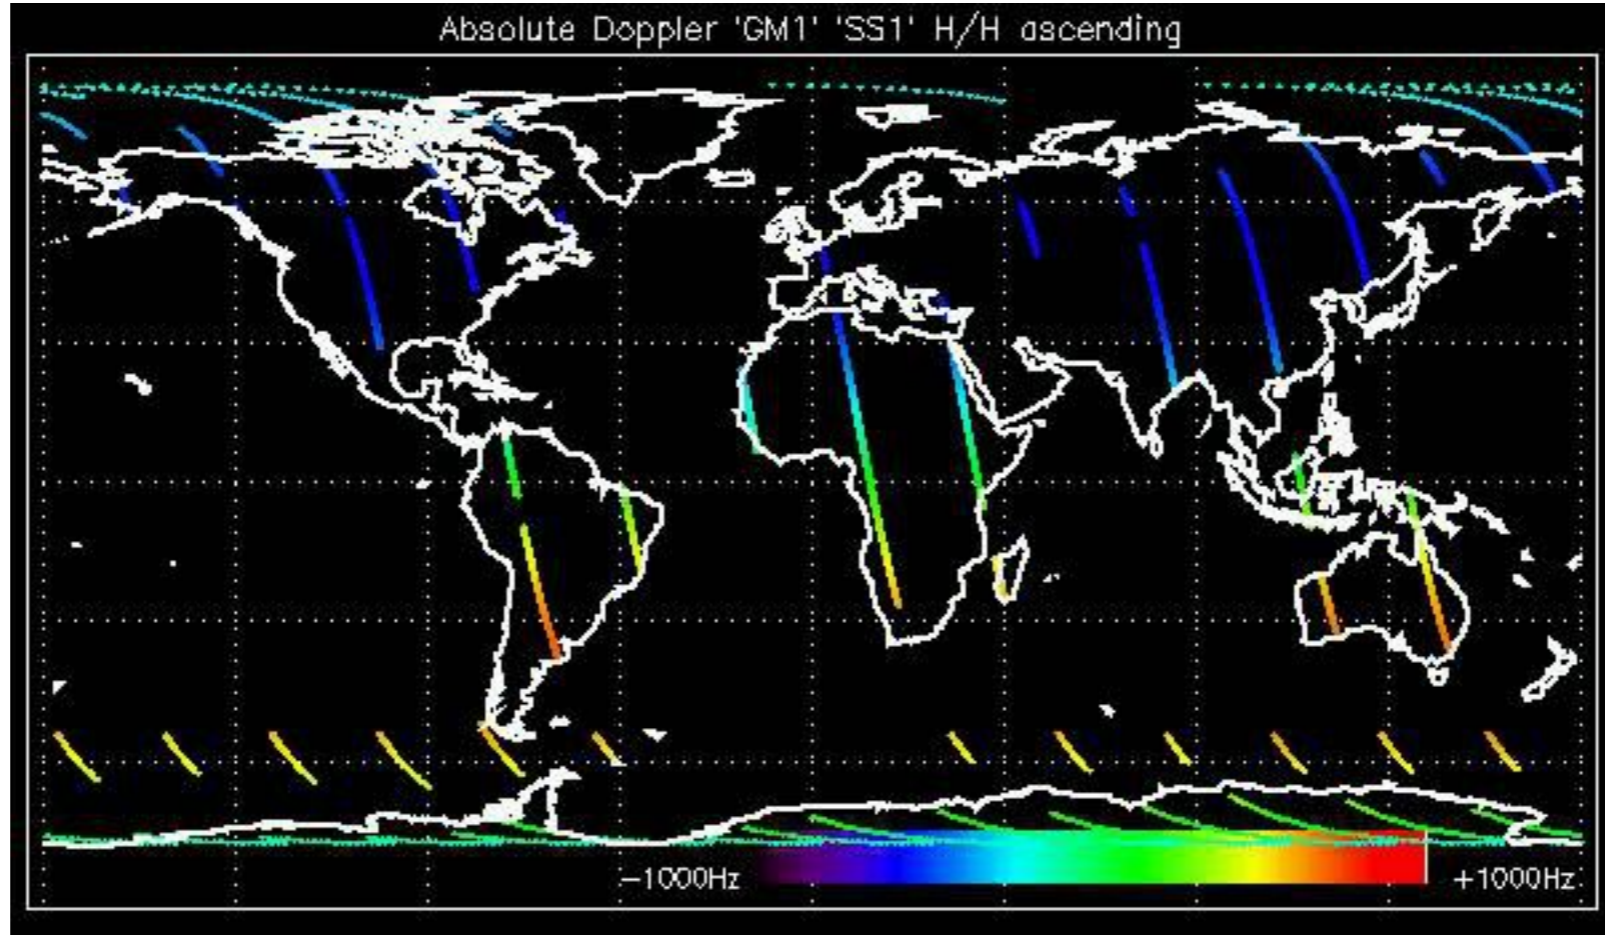 Absolute Doppler 'GM1' 'SS1' H/H ascending
−1000Hz
+1000Hz